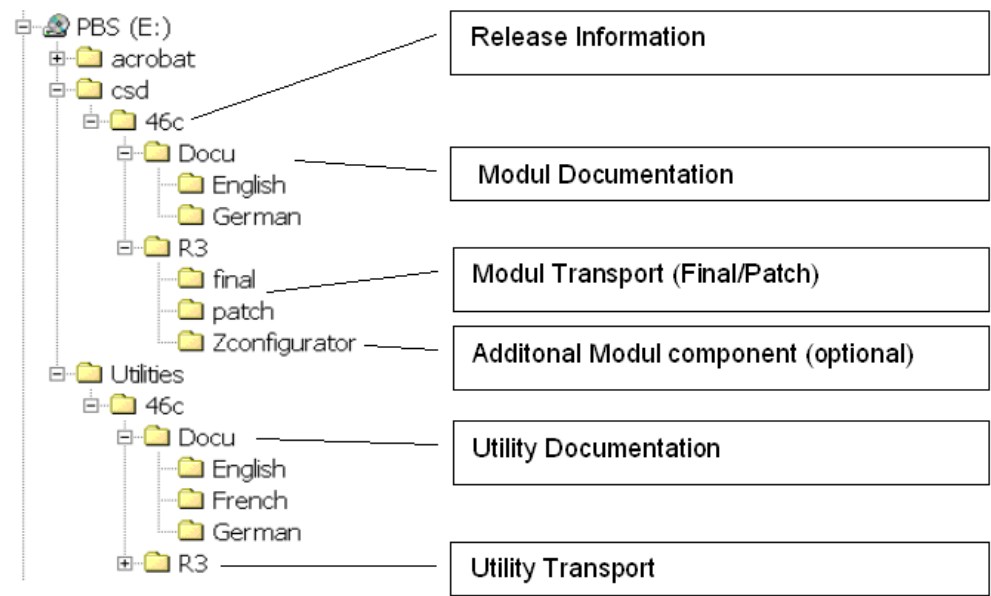 PBS (E:)
Release Information
acrobat
csd
46c
Docu
Modul Documentation
English
German
R3
Modul Transport (Final/Patch)
final
patch
Zconfigurator
Additonal Modul component (optional)
Utilities
46c
Docu
Utility Documentation
English
French
German
R3
Utility Transport